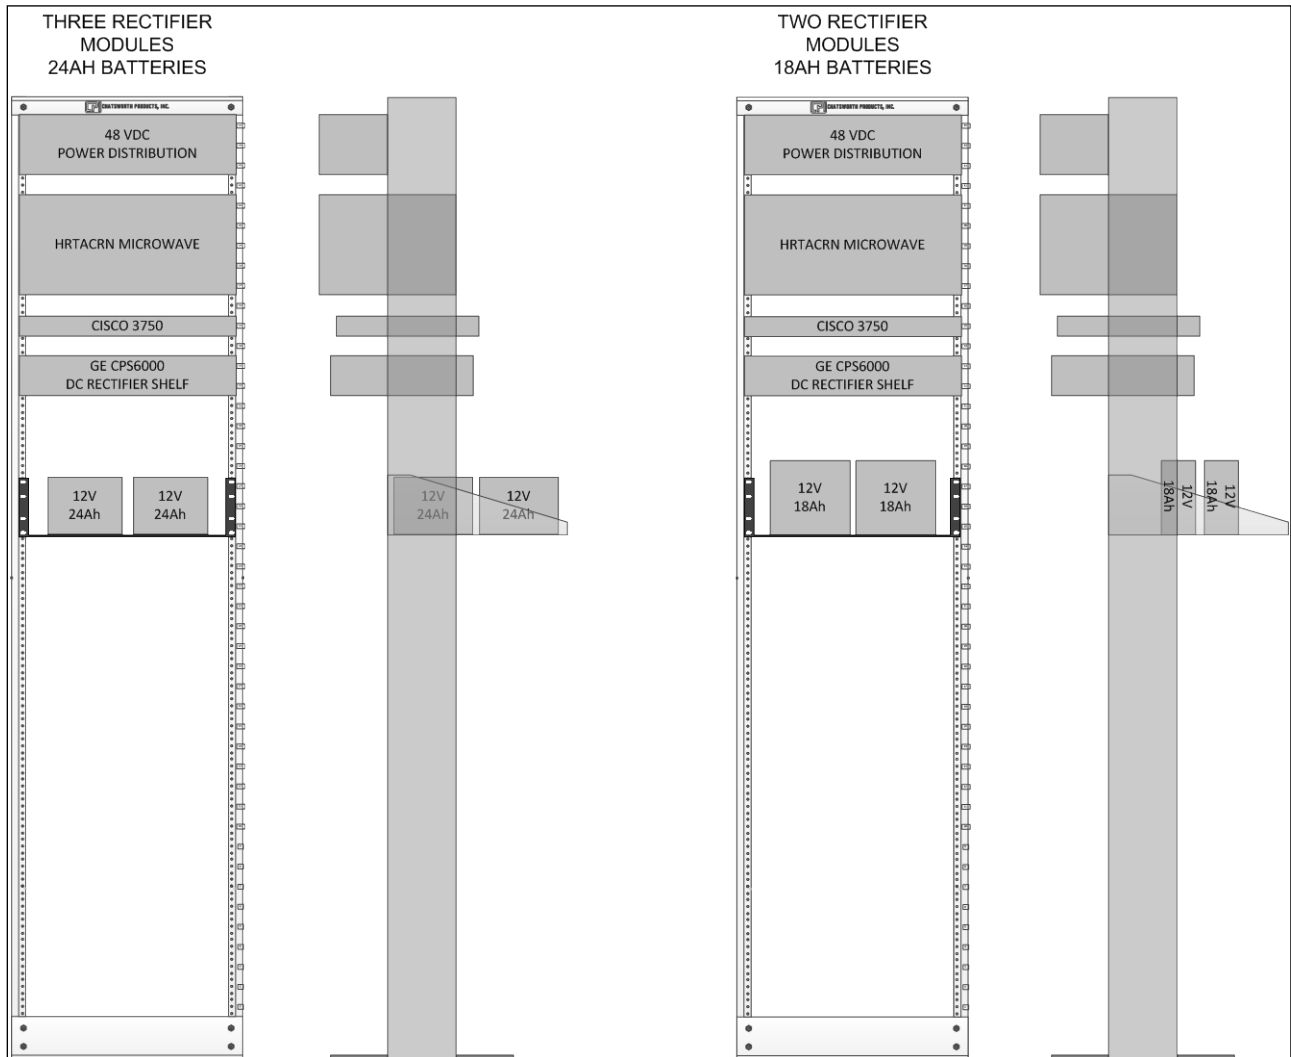 THREE RECTIFIER
MODULES
24AH BATTERIES
TWO RECTIFIER
MODULES
18AH BATTERIES
CHATSWORTH PRODUCTS, INC.
48 VDC
POWER DISTRIBUTION
HRTACRN MICROWAVE
CISCO 3750
GE CPS6000
DC RECTIFIER SHELF
12V
24Ah
12V
24Ah
12V
24Ah
12V
24Ah
CHATSWORTH PRODUCTS, INC.
48 VDC
POWER DISTRIBUTION
HRTACRN MICROWAVE
CISCO 3750
GE CPS6000
DC RECTIFIER SHELF
12V
18Ah
12V
18Ah
12V
18Ah
12V
18Ah